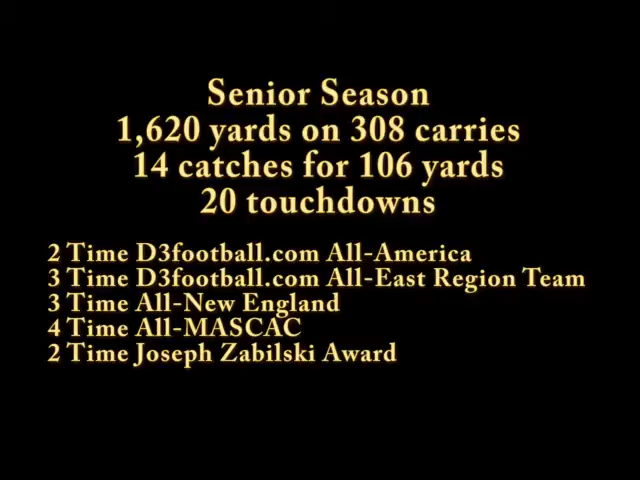 Senior Season
1,620 yards on 308 carries
14 catches for 106 yards
20 touchdowns
2 Time D3football.com All-America
3 Time D3football.com All-East Region Team
3 Time All-New England
4 Time All-MASCAC
2 Time Joseph Zabilski Award